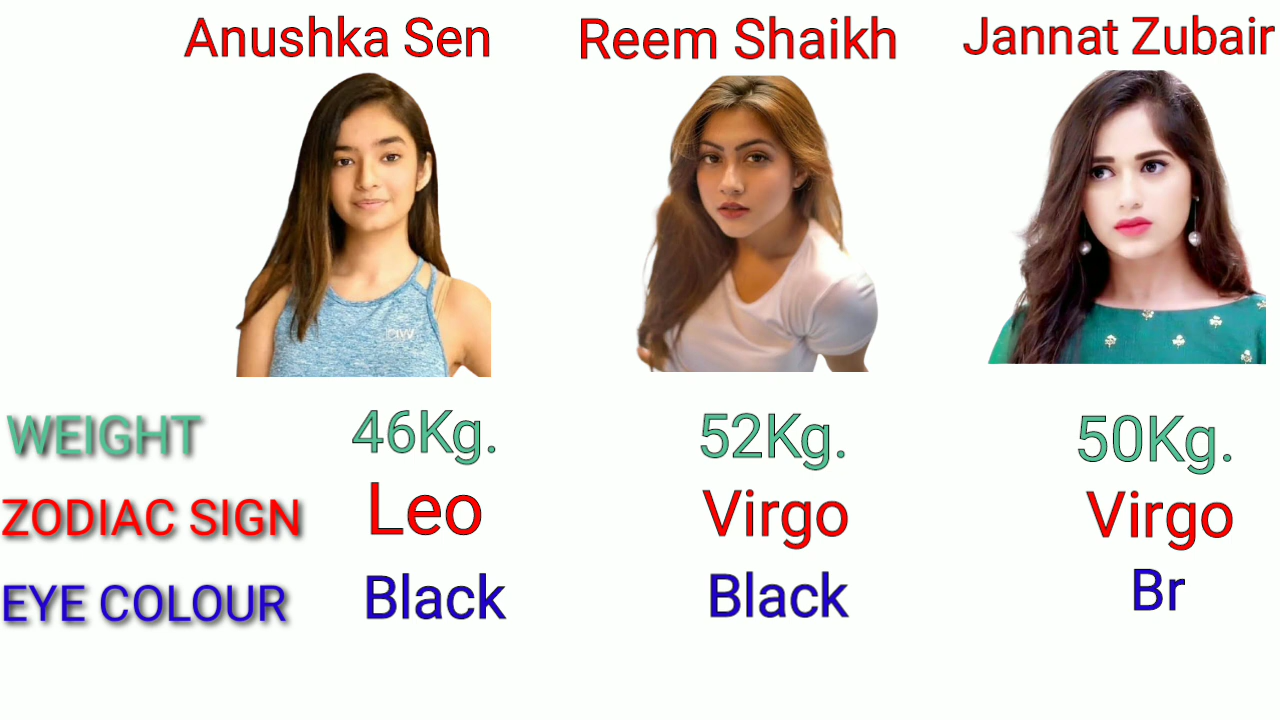 Anushka Sen Reem Shaikh Jannat Zubair
CW
WEIGHT 46Kg. 52Kg. 50Kg.
ZODIAC SIGN Leo Virgo Virgo
EYE COLOUR Black Black Br